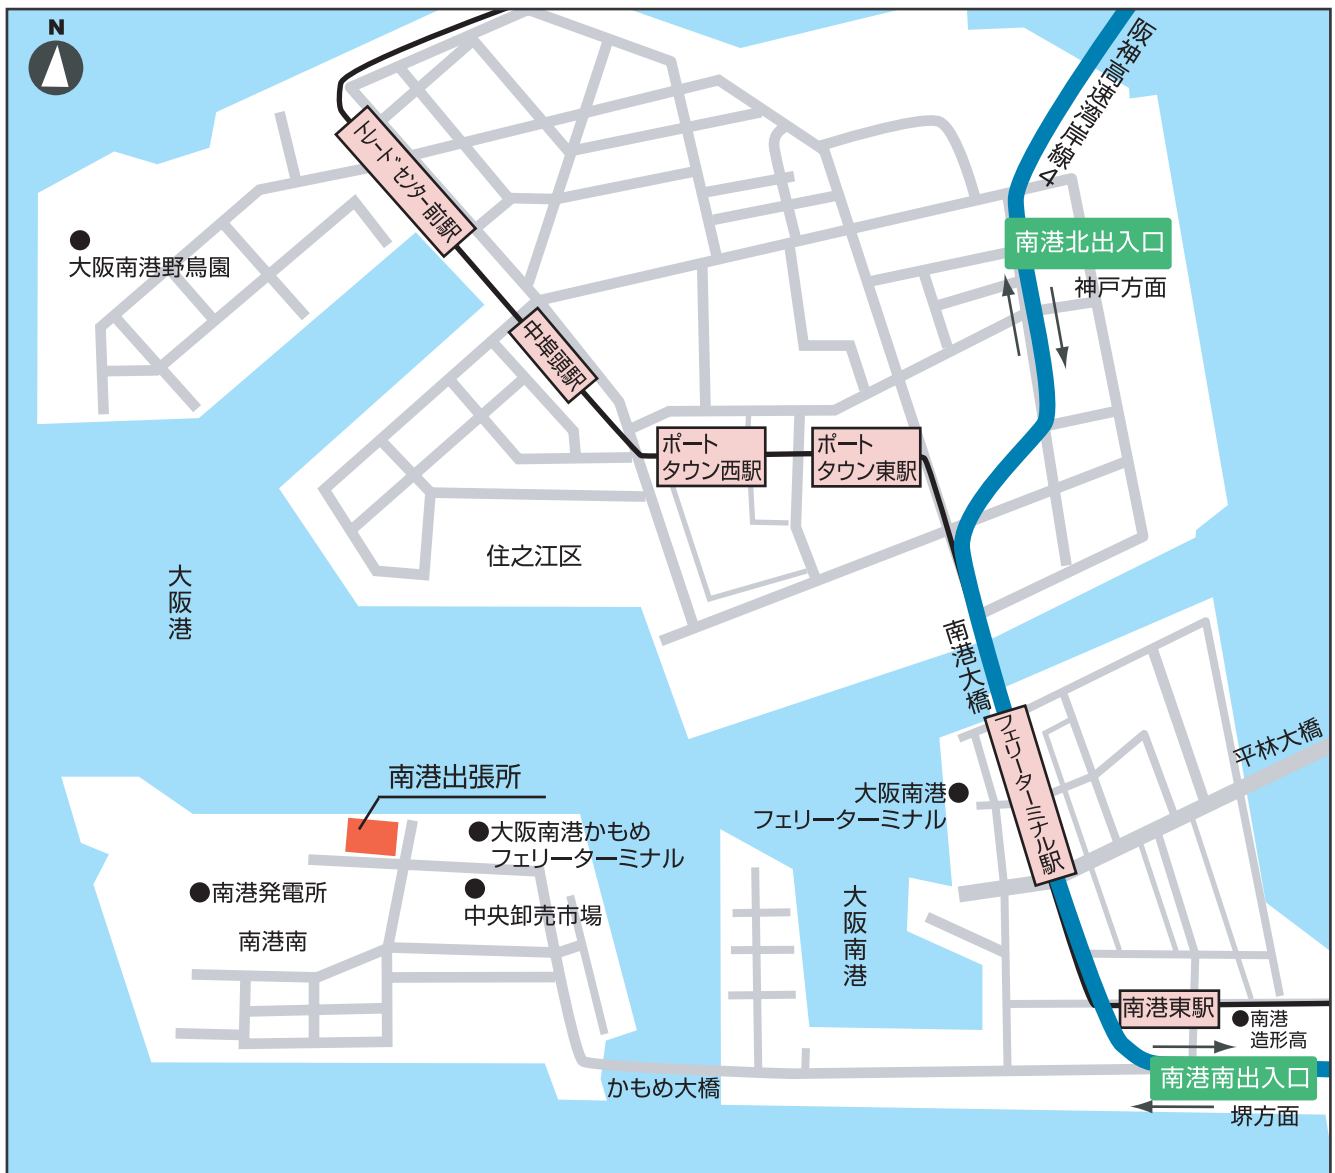 N
阪神高速湾岸線4
トレードセンター前駅
南港北出入口
大阪南港野鳥園
神戸方面
中埠頭駅
ポート
タウン西駅
ポート
タウン東駅
住之江区
大阪港
南港大橋
フェリーターミナル駅
平林大橋
南港出張所
大阪南港
フェリーターミナル
大阪南港かもめ
フェリーターミナル
南港発電所
中央卸売市場
大阪南港
南港南
南港東駅
南港
造形高
かもめ大橋
南港南出入口
堺方面